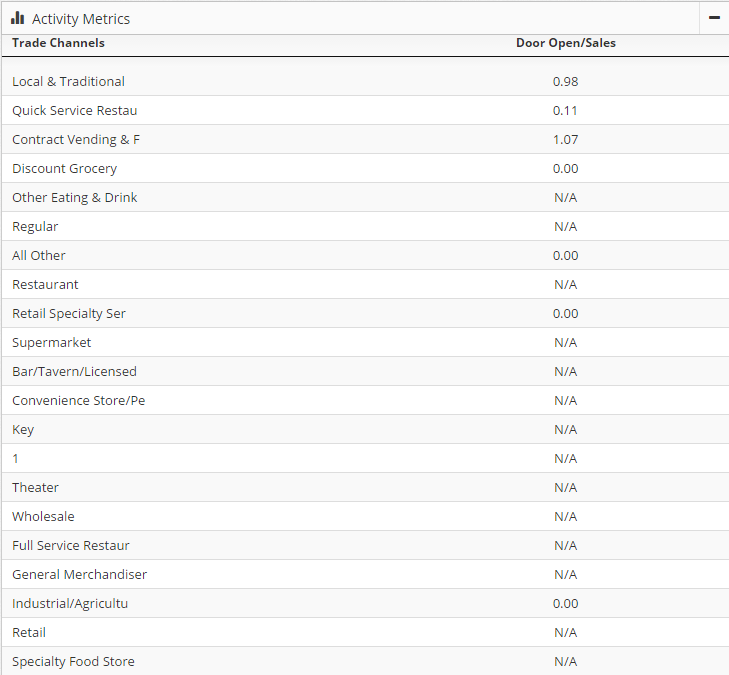 Activity Metrics
Trade Channels Door Open/Sales
Local & Traditional 0.98
Quick Service Restau 0.11
Contract Vending & F 1.07
Discount Grocery 0.00
Other Eating & Drink N/A
Regular N/A
All Other 0.00
Restaurant N/A
Retail Specialty Ser 0.00
Supermarket N/A
Bar/Tavern/Licensed N/A
Convenience Store/Pe N/A
Key N/A
1 N/A
Theater N/A
Wholesale N/A
Full Service Restaur N/A
General Merchandiser N/A
Industrial/Agricultu 0.00
Retail N/A
Specialty Food Store N/A